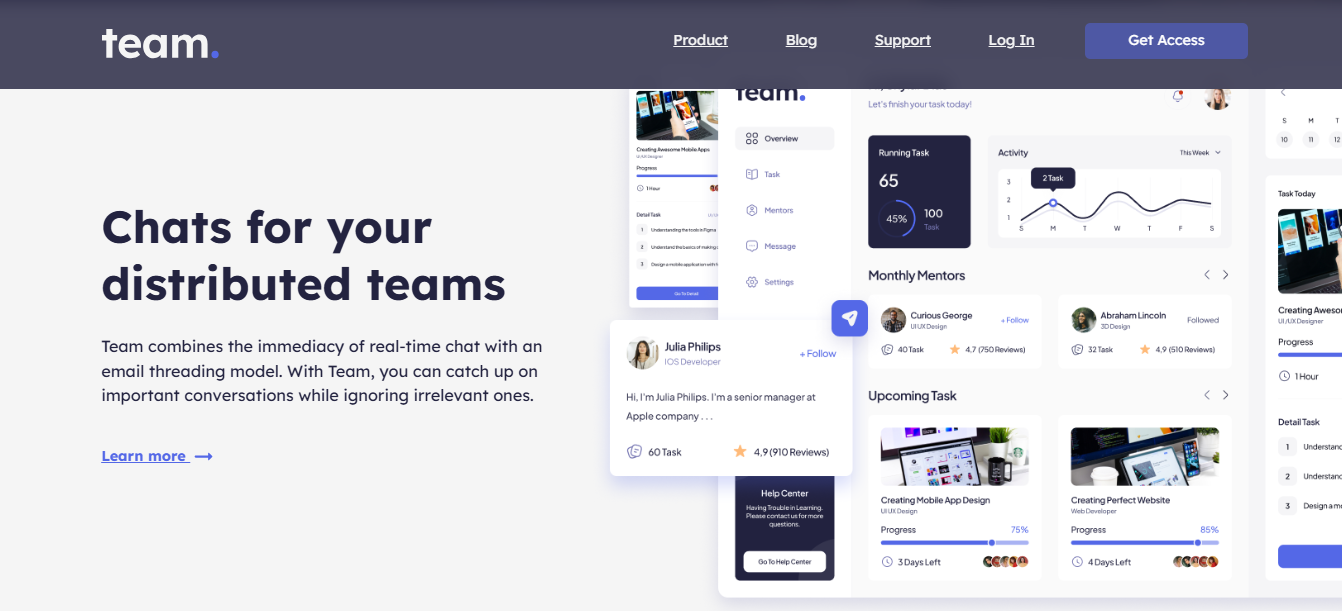 team.
Product
Blog
Support
Log In
Get Access
Chats for your
distributed teams
Team combines the immediacy of real-time chat with an
email threading model. With Team, you can catch up on
important conversations while ignoring irrelevant ones.
Learn more
Creating Awesome Mobile Apps
UI UX Designer
Progress
1 Hour
Detail Task
1 Understanding the tools in Figma
2 Understand the basics of making
3 Design a mobile application with
Go To Detail
team.
Overview
Task
Mentors
Message
Settings
Julia Philips
IOS Developer
+ Follow
Hi, I'm Julia Philips. I'm a senior manager at
Apple company . . .
60 Task
4,9 (910 Reviews)
Help Center
Having Trouble in Learning.
Please contact us for more
questions.
Go To Help Center
Let's finish your task today!
Running Task
65
45%
100
Task
Activity
This Week
3
2
1
2 Task
S M T W T F S
Monthly Mentors
Curious George
UI UX Design
+ Follow
40 Task
4,7 (750 Reviews)
Abraham Lincoln
3D Design
Followed
32 Task
4,9 (510 Reviews)
Upcoming Task
Creating Mobile App Design
UI UX Design
Progress
75%
3 Days Left
Creating Perfect Website
Web Developer
Progress
85%
4 Days Left
S M T
10 11 12
Task Today
Creating Aweso
UI,UX Designer
Progress
1 Hour
Detail Task
1 Understand
2 Understand
3 Design a m